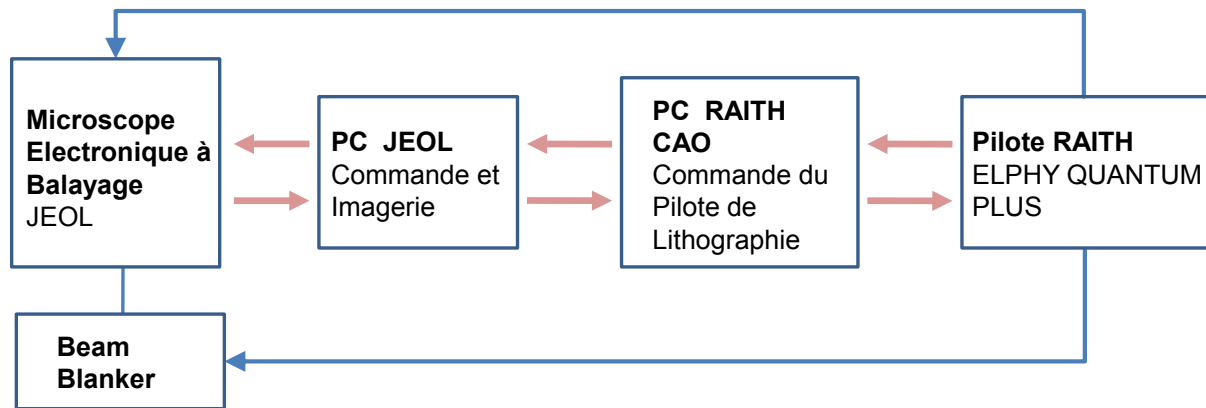 Microscope
Electronique à
Balayage
JEOL
PC JEOL
Commande et
Imagerie
PC RAITH
CAO
Commande du
Pilote de
Lithographie
Pilote RAITH
ELPHY QUANTUM
PLUS
Beam
Blanker